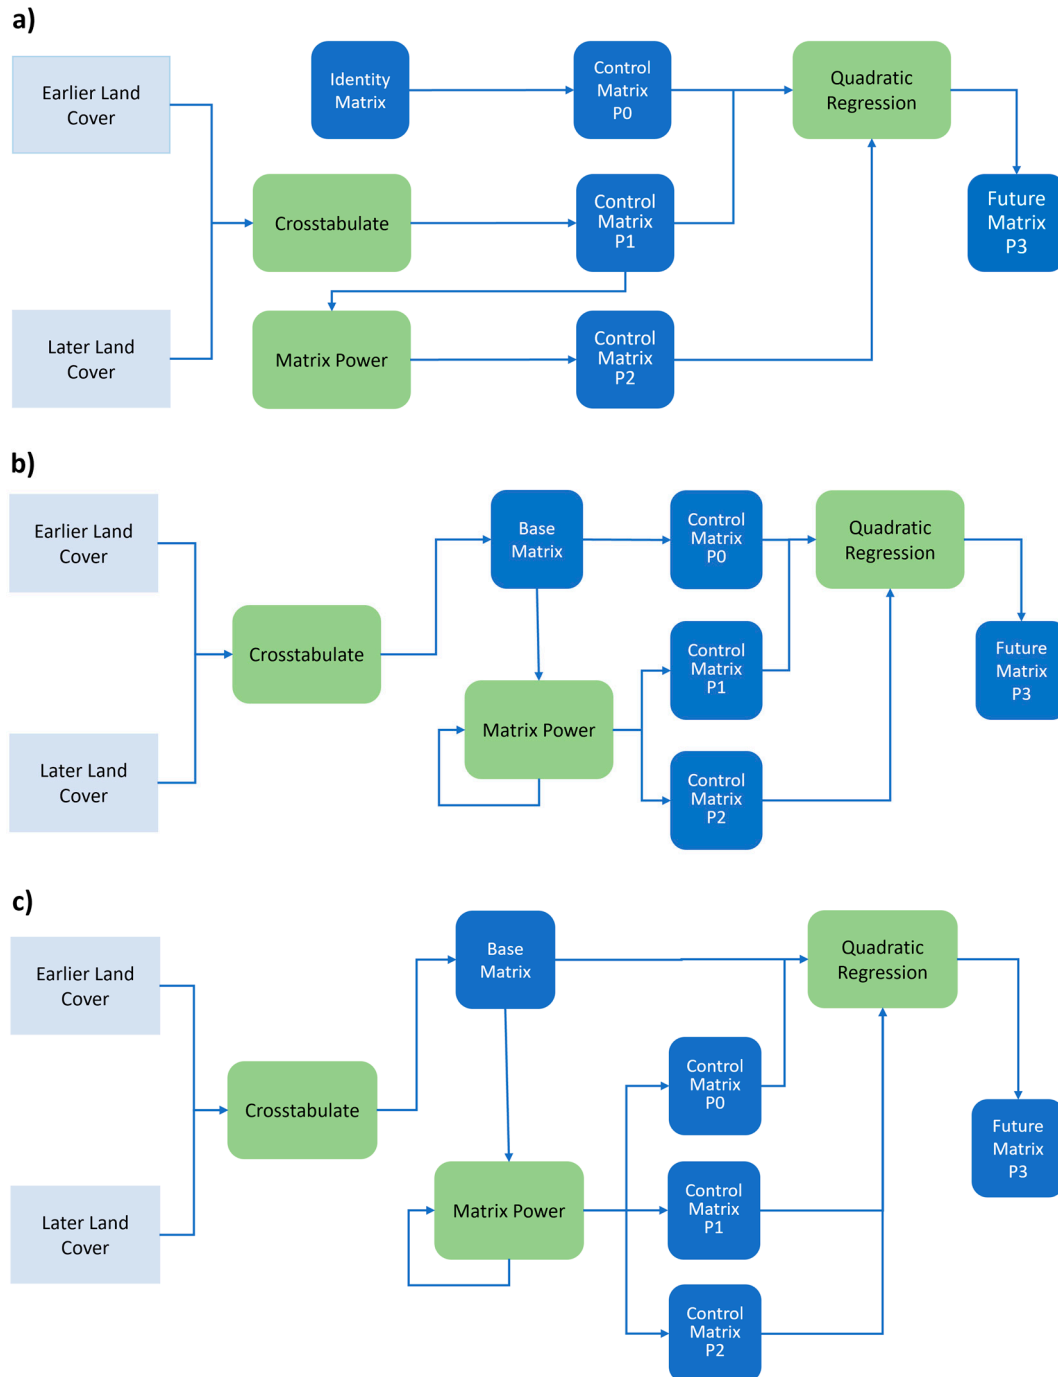 a)
Earlier Land
Cover
Identity
Matrix
Control
Matrix
P0
Quadratic
Regression
Crosstabulate
Control
Matrix
P1
Future
Matrix
P3
Later Land
Cover
Matrix Power
Control
Matrix
P2
b)
Earlier Land
Cover
Base
Matrix
Control
Matrix
P0
Quadratic
Regression
Crosstabulate
Control
Matrix
P1
Future
Matrix
P3
Later Land
Cover
Matrix Power
Control
Matrix
P2
c)
Earlier Land
Cover
Base
Matrix
Quadratic
Regression
Crosstabulate
Control
Matrix
P0
Future
Matrix
P3
Later Land
Cover
Matrix Power
Control
Matrix
P1
Control
Matrix
P2